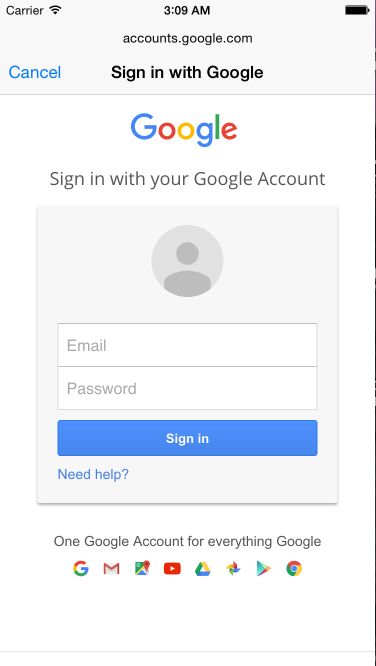 Carrier 3:09 AM
accounts.google.com
Cancel Sign in with Google
Google
Sign in with your Google Account
Email
Password
Sign in
Need help?
One Google Account for everything Google